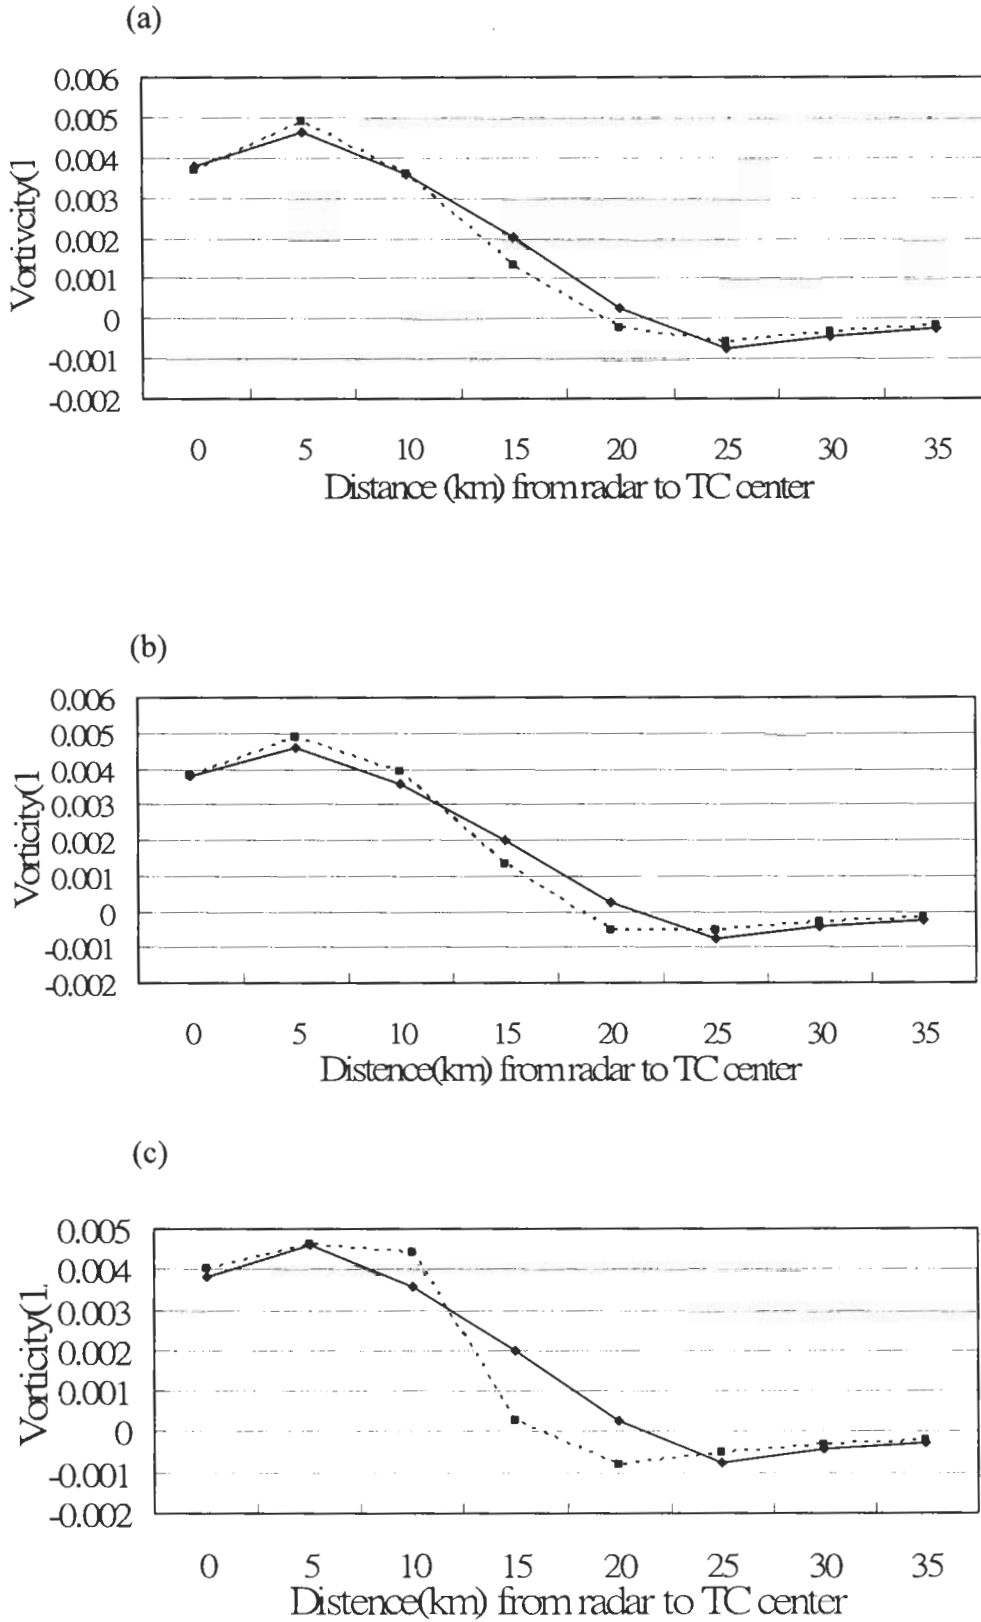 (a)
0.006
0.005
0.004
0.003
0.002
0.001
0
-0.001
-0.002
Vortivcity(1
0 5 10 15 20 25 30 35
Distance (km) from radar to TC center
(b)
0.006
0.005
0.004
0.003
0.002
0.001
0
-0.001
-0.002
Vorticity(1
0 5 10 15 20 25 30 35
Distence(km) from radar to TC center
(c)
0.005
0.004
0.003
0.002
0.001
0
-0.001
-0.002
Vorticity(1.
0 5 10 15 20 25 30 35
Distence(km) from radar to TC center